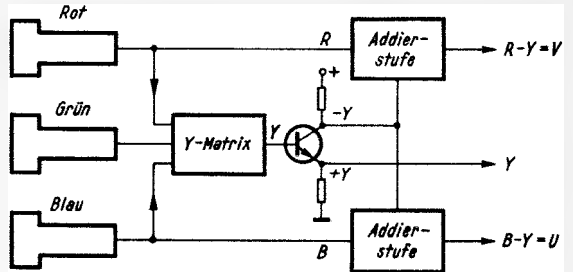 Rot
R
Addier-
stufe
R-Y=V
+
-Y
Grün
Y-Matrix
Y
+Y
Y
Blau
B
Addier-
stufe
B-Y=U